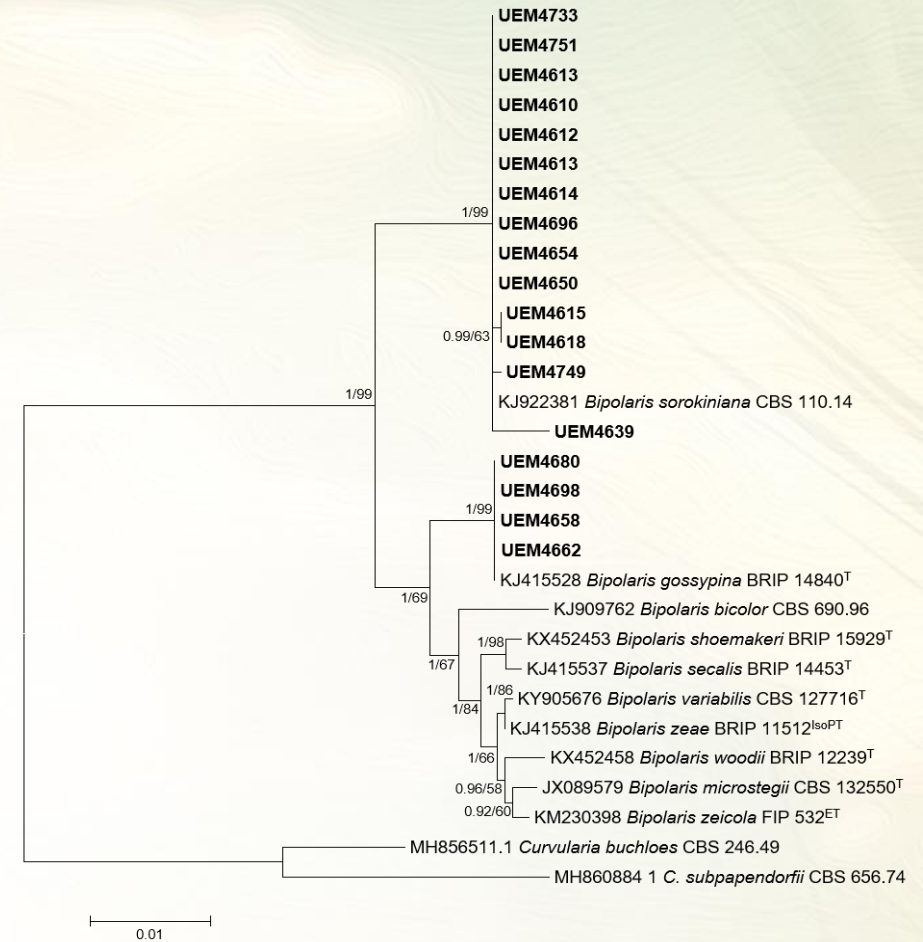 UEM4733
UEM4751
UEM4613
UEM4610
UEM4612
UEM4613
UEM4614
1/99
UEM4696
UEM4654
UEM4650
UEM4615
0.99/63
UEM4618
UEM4749
1/99
KJ922381 Bipolaris sorokiniana CBS 110.14
UEM4639
UEM4680
UEM4698
1/99
UEM4658
UEM4662
KJ415528 Bipolaris gossypina BRIP 14840T
1/69
KJ909762 Bipolaris bicolor CBS 690.96
1/98
KX452453 Bipolaris shoemakeri BRIP 15929T
1/67
KJ415537 Bipolaris secalis BRIP 14453T
1/86
KY905676 Bipolaris variabilis CBS 127716T
1/84
KJ415538 Bipolaris zeae BRIP 11512IsoPT
1/66
KX452458 Bipolaris woodii BRIP 12239T
0.96/58
JX089579 Bipolaris microstegii CBS 132550T
0.92/60
KM230398 Bipolaris zeicola FIP 532ET
MH856511.1 Curvularia buchloes CBS 246.49
MH860884 1 C. subpapendorfii CBS 656.74
0.01